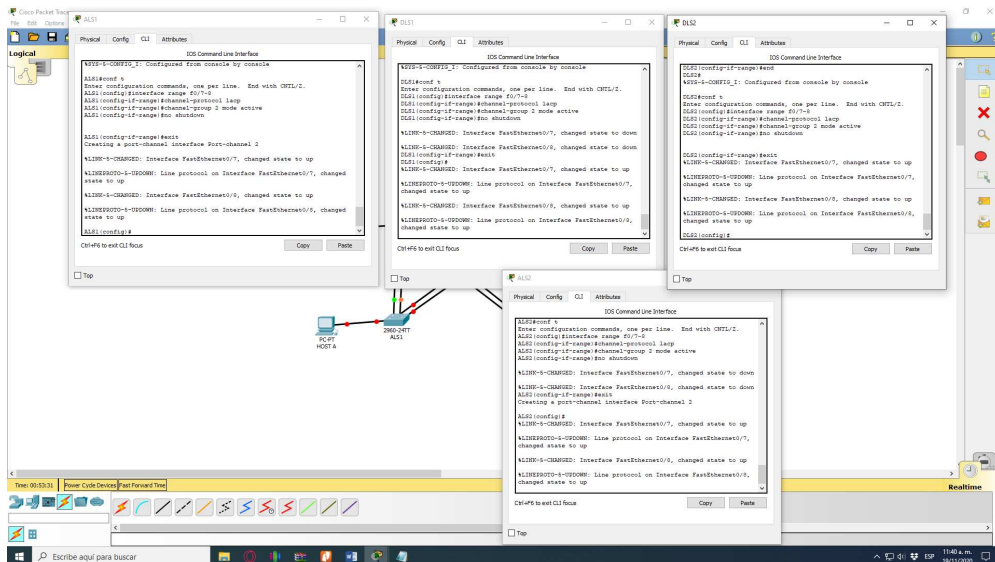 Cisco Packet Trace
File Edit Options
Logical
ALS1
Physical Config CLI Attributes
IOS Command Line Interface
%SYS-5-CONFIG_I: Configured from console by console
ALS1#conf t
Enter configuration commands, one per line. End with CNTL/Z.
ALS1(config)#interface range f0/7-8
ALS1(config-if-range)#channel-protocol lacp
ALS1(config-if-range)#channel-group 2 mode active
ALS1(config-if-range)#no shutdown
ALS1(config-if-range)#exit
Creating a port-channel interface Port-channel 2
%LINK-5-CHANGED: Interface FastEthernet0/7, changed state to up
%LINEPROTO-5-UPDOWN: Line protocol on Interface FastEthernet0/7, changed
state to up
%LINK-5-CHANGED: Interface FastEthernet0/8, changed state to up
%LINEPROTO-5-UPDOWN: Line protocol on Interface FastEthernet0/8, changed
state to up
ALS1(config)#
Ctrl+F6 to exit CLI focus
Copy Paste
Top
DLS1
Physical Config CLI Attributes
IOS Command Line Interface
%SYS-5-CONFIG_I: Configured from console by console
DLS1#conf t
Enter configuration commands, one per line. End with CNTL/Z.
DLS1(config)#interface range f0/7-8
DLS1(config-if-range)#channel-protocol lacp
DLS1(config-if-range)#channel-group 2 mode active
DLS1(config-if-range)#no shutdown
%LINK-5-CHANGED: Interface FastEthernet0/7, changed state to down
%LINK-5-CHANGED: Interface FastEthernet0/8, changed state to down
DLS1(config-if-range)#exit
DLS1(config)#
%LINK-5-CHANGED: Interface FastEthernet0/7, changed state to up
%LINEPROTO-5-UPDOWN: Line protocol on Interface FastEthernet0/7,
changed state to up
%LINK-5-CHANGED: Interface FastEthernet0/8, changed state to up
%LINEPROTO-5-UPDOWN: Line protocol on Interface FastEthernet0/8,
changed state to up
Ctrl+F6 to exit CLI focus
Copy Paste
Top
DLS2
Physical Config CLI Attributes
IOS Command Line Interface
DLS2(config-if-range)#end
DLS2#
%SYS-5-CONFIG_I: Configured from console by console
DLS2#conf t
Enter configuration commands, one per line. End with CNTL/Z.
DLS2(config)#interface range f0/7-8
DLS2(config-if-range)#channel-protocol lacp
DLS2(config-if-range)#channel-group 2 mode active
DLS2(config-if-range)#no shutdown
DLS2(config-if-range)#exit
%LINK-5-CHANGED: Interface FastEthernet0/7, changed state to up
%LINEPROTO-5-UPDOWN: Line protocol on Interface FastEthernet0/7,
changed state to up
%LINK-5-CHANGED: Interface FastEthernet0/8, changed state to up
%LINEPROTO-5-UPDOWN: Line protocol on Interface FastEthernet0/8,
changed state to up
DLS2(config)#
Ctrl+F6 to exit CLI focus
Copy Paste
Top
PC-PT
HOST A
2960-24TT
ALS1
ALS2
Physical Config CLI Attributes
IOS Command Line Interface
ALS2#conf t
Enter configuration commands, one per line. End with CNTL/Z.
ALS2(config)#interface range f0/7-8
ALS2(config-if-range)#channel-protocol lacp
ALS2(config-if-range)#channel-group 2 mode active
ALS2(config-if-range)#no shutdown
%LINK-5-CHANGED: Interface FastEthernet0/7, changed state to down
%LINK-5-CHANGED: Interface FastEthernet0/8, changed state to down
ALS2(config-if-range)#exit
Creating a port-channel interface Port-channel 2
ALS2(config)#
%LINK-5-CHANGED: Interface FastEthernet0/7, changed state to up
%LINEPROTO-5-UPDOWN: Line protocol on Interface FastEthernet0/7,
changed state to up
%LINK-5-CHANGED: Interface FastEthernet0/8, changed state to up
%LINEPROTO-5-UPDOWN: Line protocol on Interface FastEthernet0/8,
changed state to up
Ctrl+F6 to exit CLI focus
Copy Paste
Top
Time: 00:53:31 Power Cycle Devices Fast Forward Time
Realtime
Escribe aquí para buscar
ESP
11:40 a. m.
19/11/2020